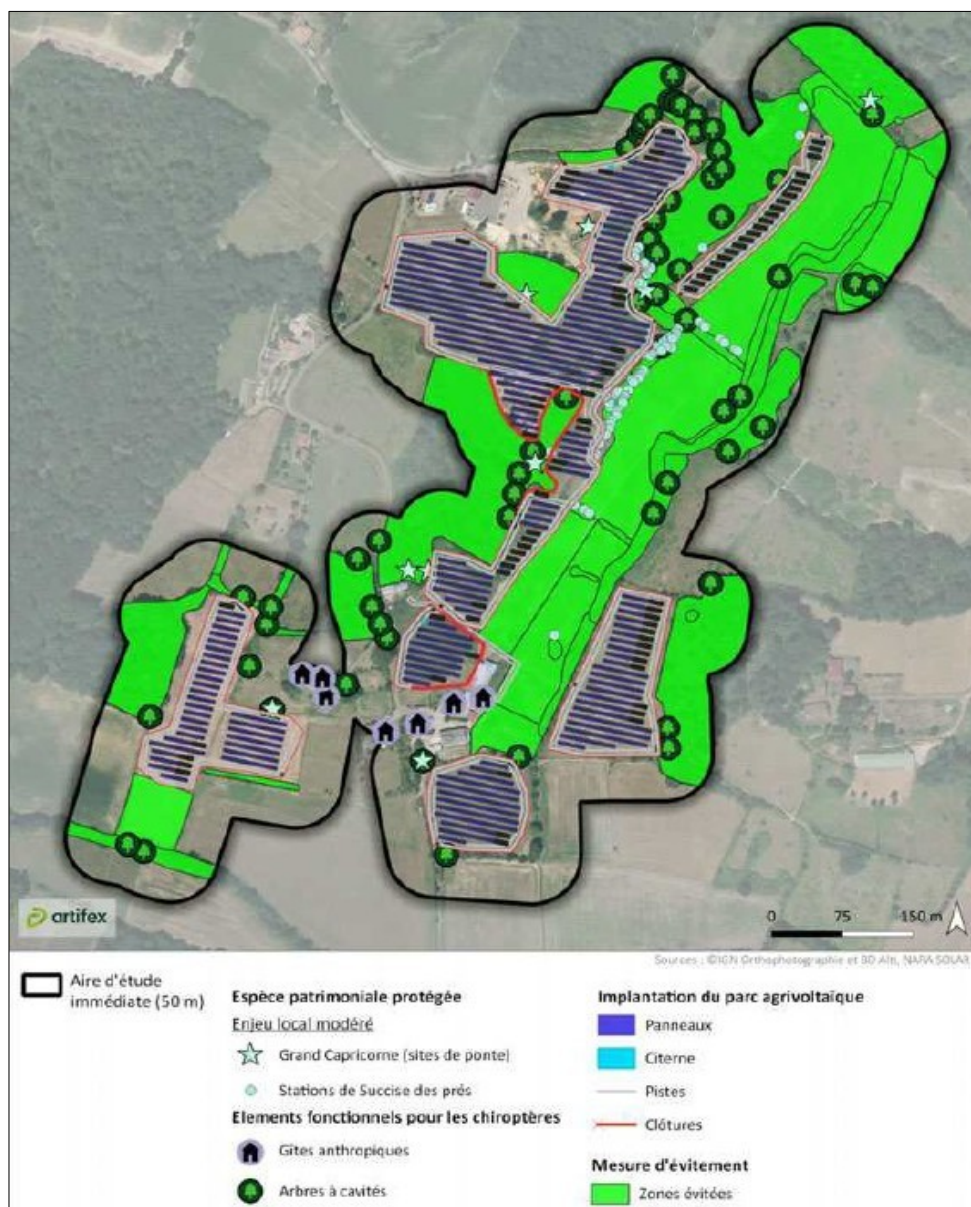 artifex
0 75 150 m
Sources : ©IGN Orthophotographie et BD Alti, NARA SOLAR
Aire d'étude
immédiate (50 m)
Espèce patrimoniale protégée
Enjeu local modéré
Grand Capricorne (sites de ponte)
Stations de Succise des prés
Elements fonctionnels pour les chiroptères
Gîtes anthropiques
Arbres à cavités
Implantation du parc agrivoltaïque
Panneaux
Citerne
Pistes
Clôtures
Mesure d'évitement
Zones évitées